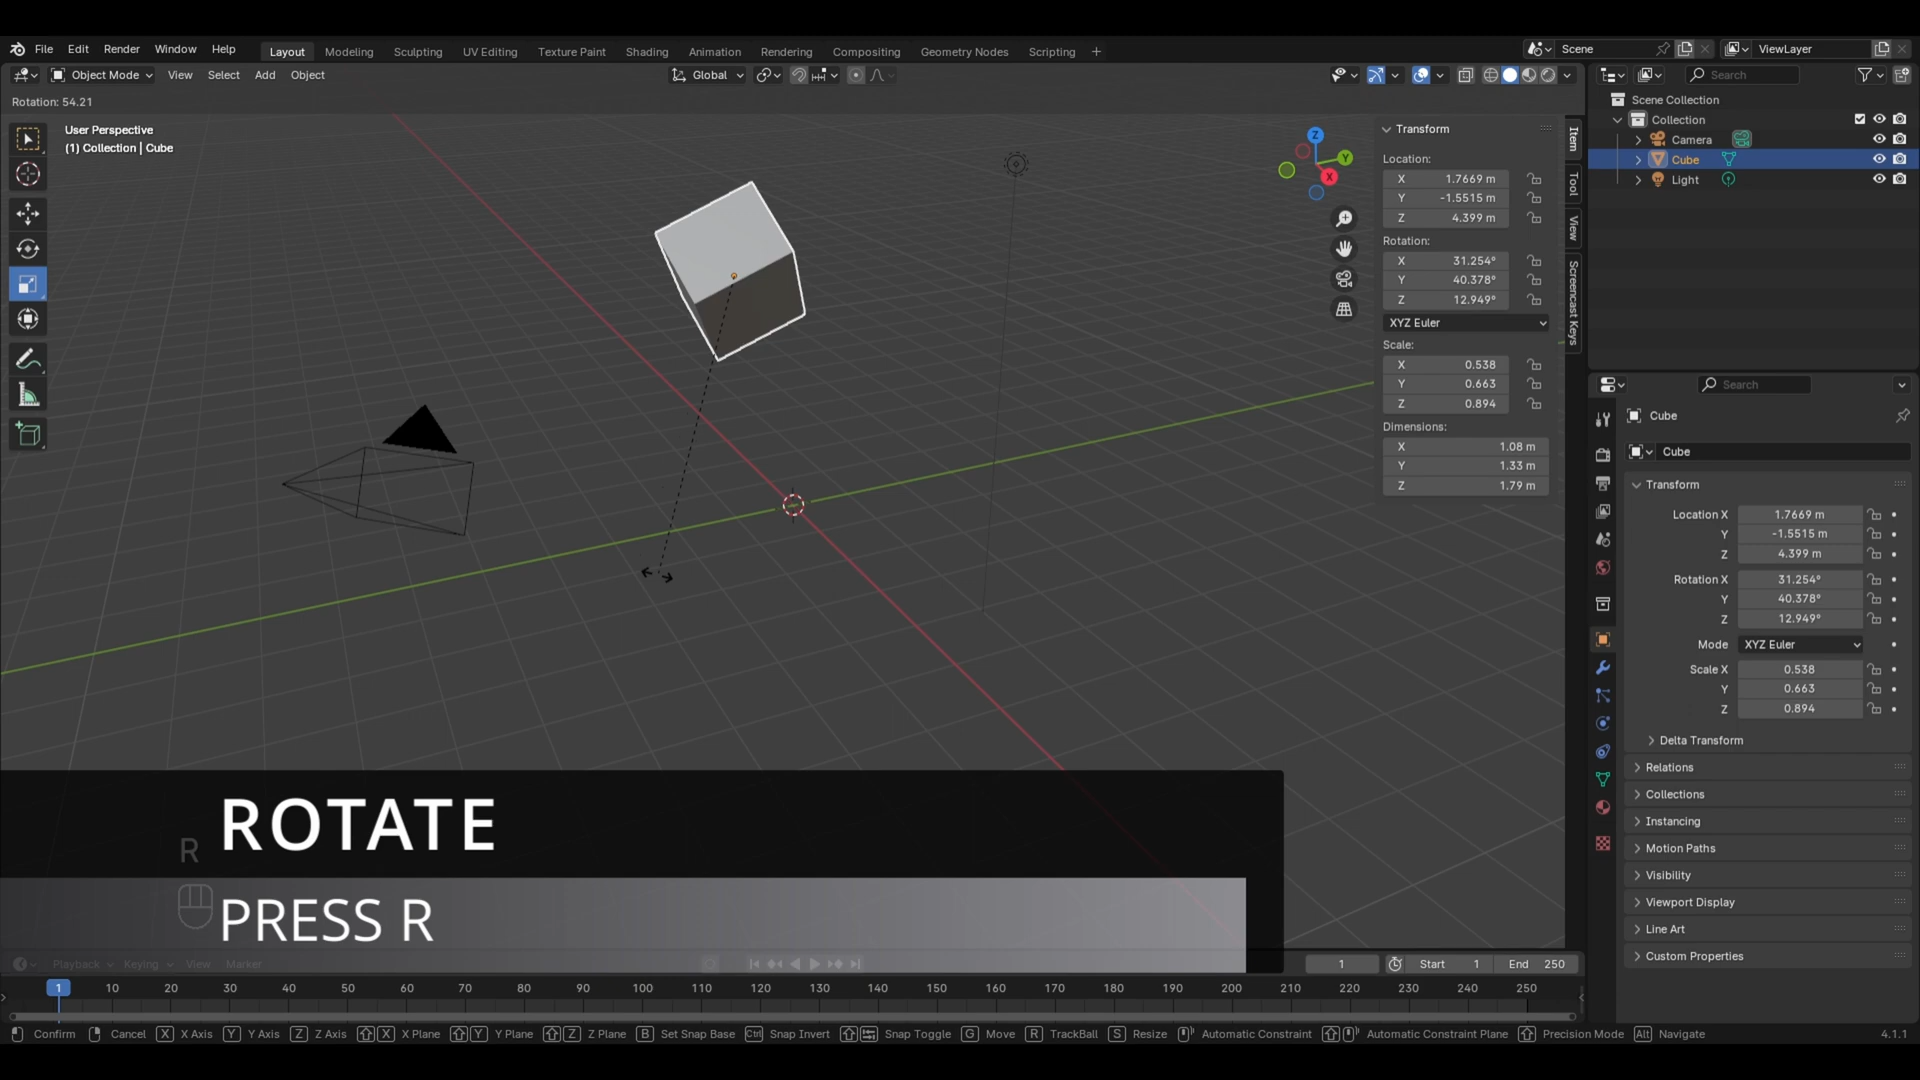 File Edit Render Window Help Layout Modeling Sculpting UV Editing Texture Paint Shading Animation Rendering Compositing Geometry Nodes Scripting + Scene ViewLayer
Object Mode View Select Add Object Global Search
Rotation: 54.21
User Perspective
(1) Collection | Cube
Z
Y
X
Transform
Location:
X 1.7669 m
Y -1.5515 m
Z 4.399 m
Rotation:
X 31.254°
Y 40.378°
Z 12.949°
XYZ Euler
Scale:
X 0.538
Y 0.663
Z 0.894
Dimensions:
X 1.08 m
Y 1.33 m
Z 1.79 m
Item
Tool
View
Screencast Keys
Scene Collection
Collection
Camera
Cube
Light
Search
Cube
Cube
Transform
Location X 1.7669 m
Y -1.5515 m
Z 4.399 m
Rotation X 31.254°
Y 40.378°
Z 12.949°
Mode XYZ Euler
Scale X 0.538
Y 0.663
Z 0.894
Delta Transform
Relations
Collections
Instancing
Motion Paths
Visibility
Viewport Display
Line Art
Custom Properties
ROTATE
R
PRESS R
Playback Keying View Marker 1 Start 1 End 250
1 10 20 30 40 50 60 70 80 90 100 110 120 130 140 150 160 170 180 190 200 210 220 230 240 250
Confirm Cancel X X Axis Y Y Axis Z Z Axis X X Plane Y Y Plane Z Z Plane B Set Snap Base Ctrl Snap Invert Snap Toggle G Move R TrackBall S Resize Automatic Constraint Automatic Constraint Plane Precision Mode Alt Navigate 4.1.1